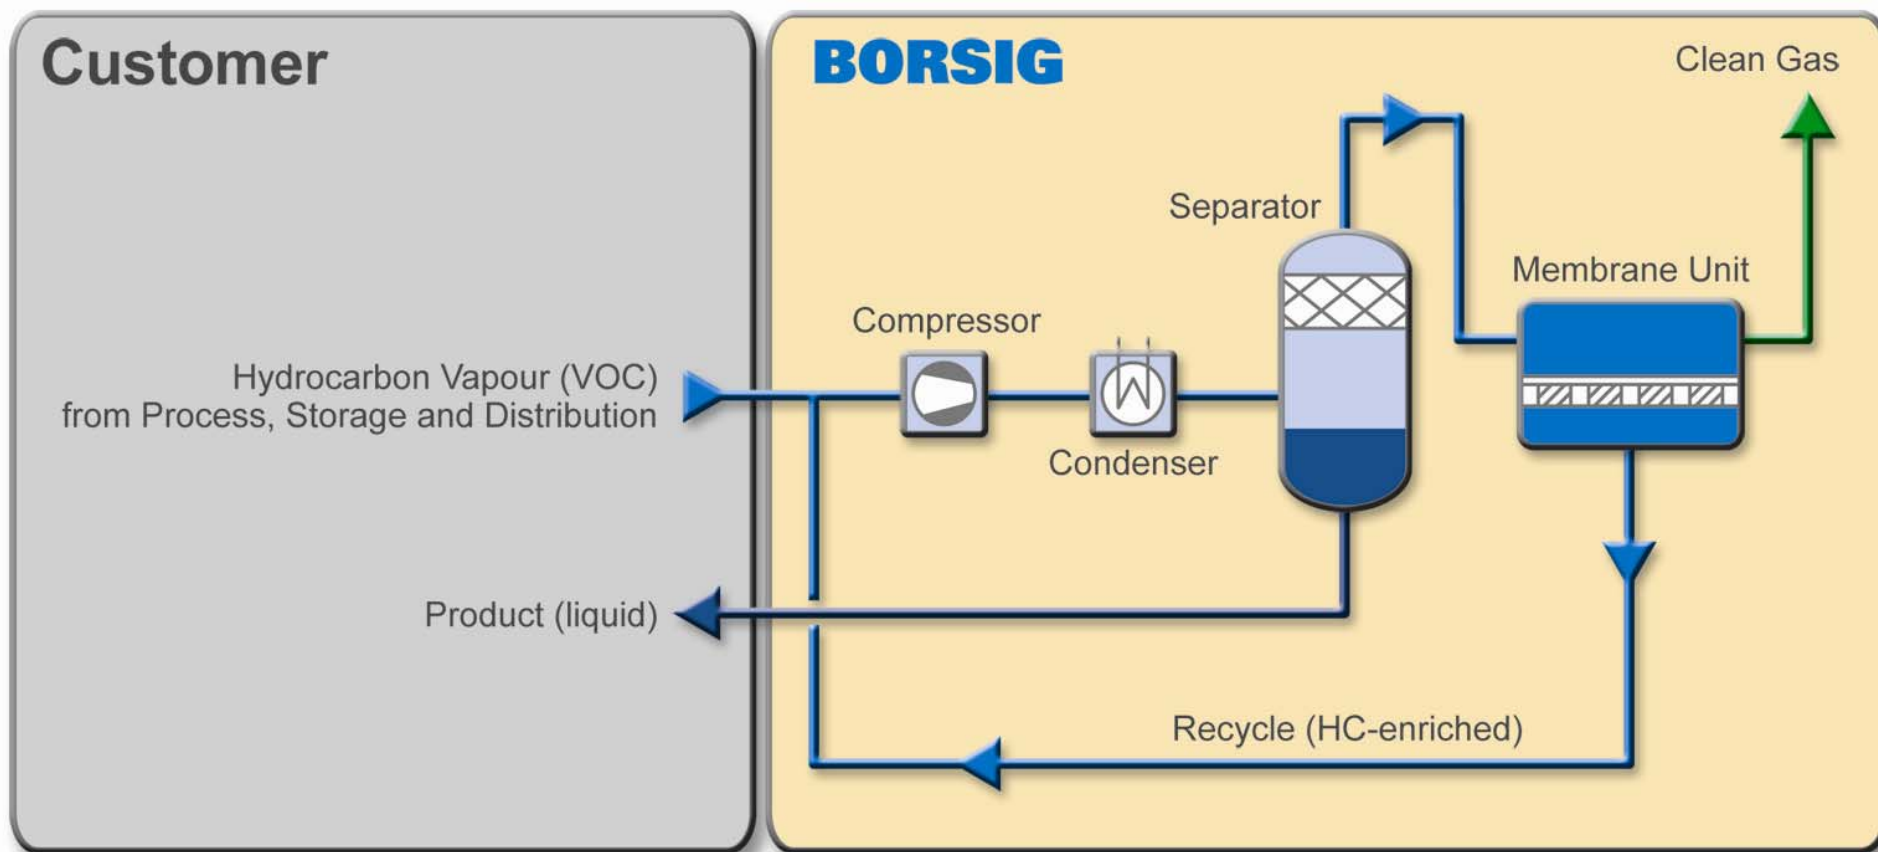 Customer
BORSIG
Clean Gas
Separator
Membrane Unit
Compressor
Hydrocarbon Vapour (VOC)
from Process, Storage and Distribution
Condenser
Product (liquid)
Recycle (HC-enriched)